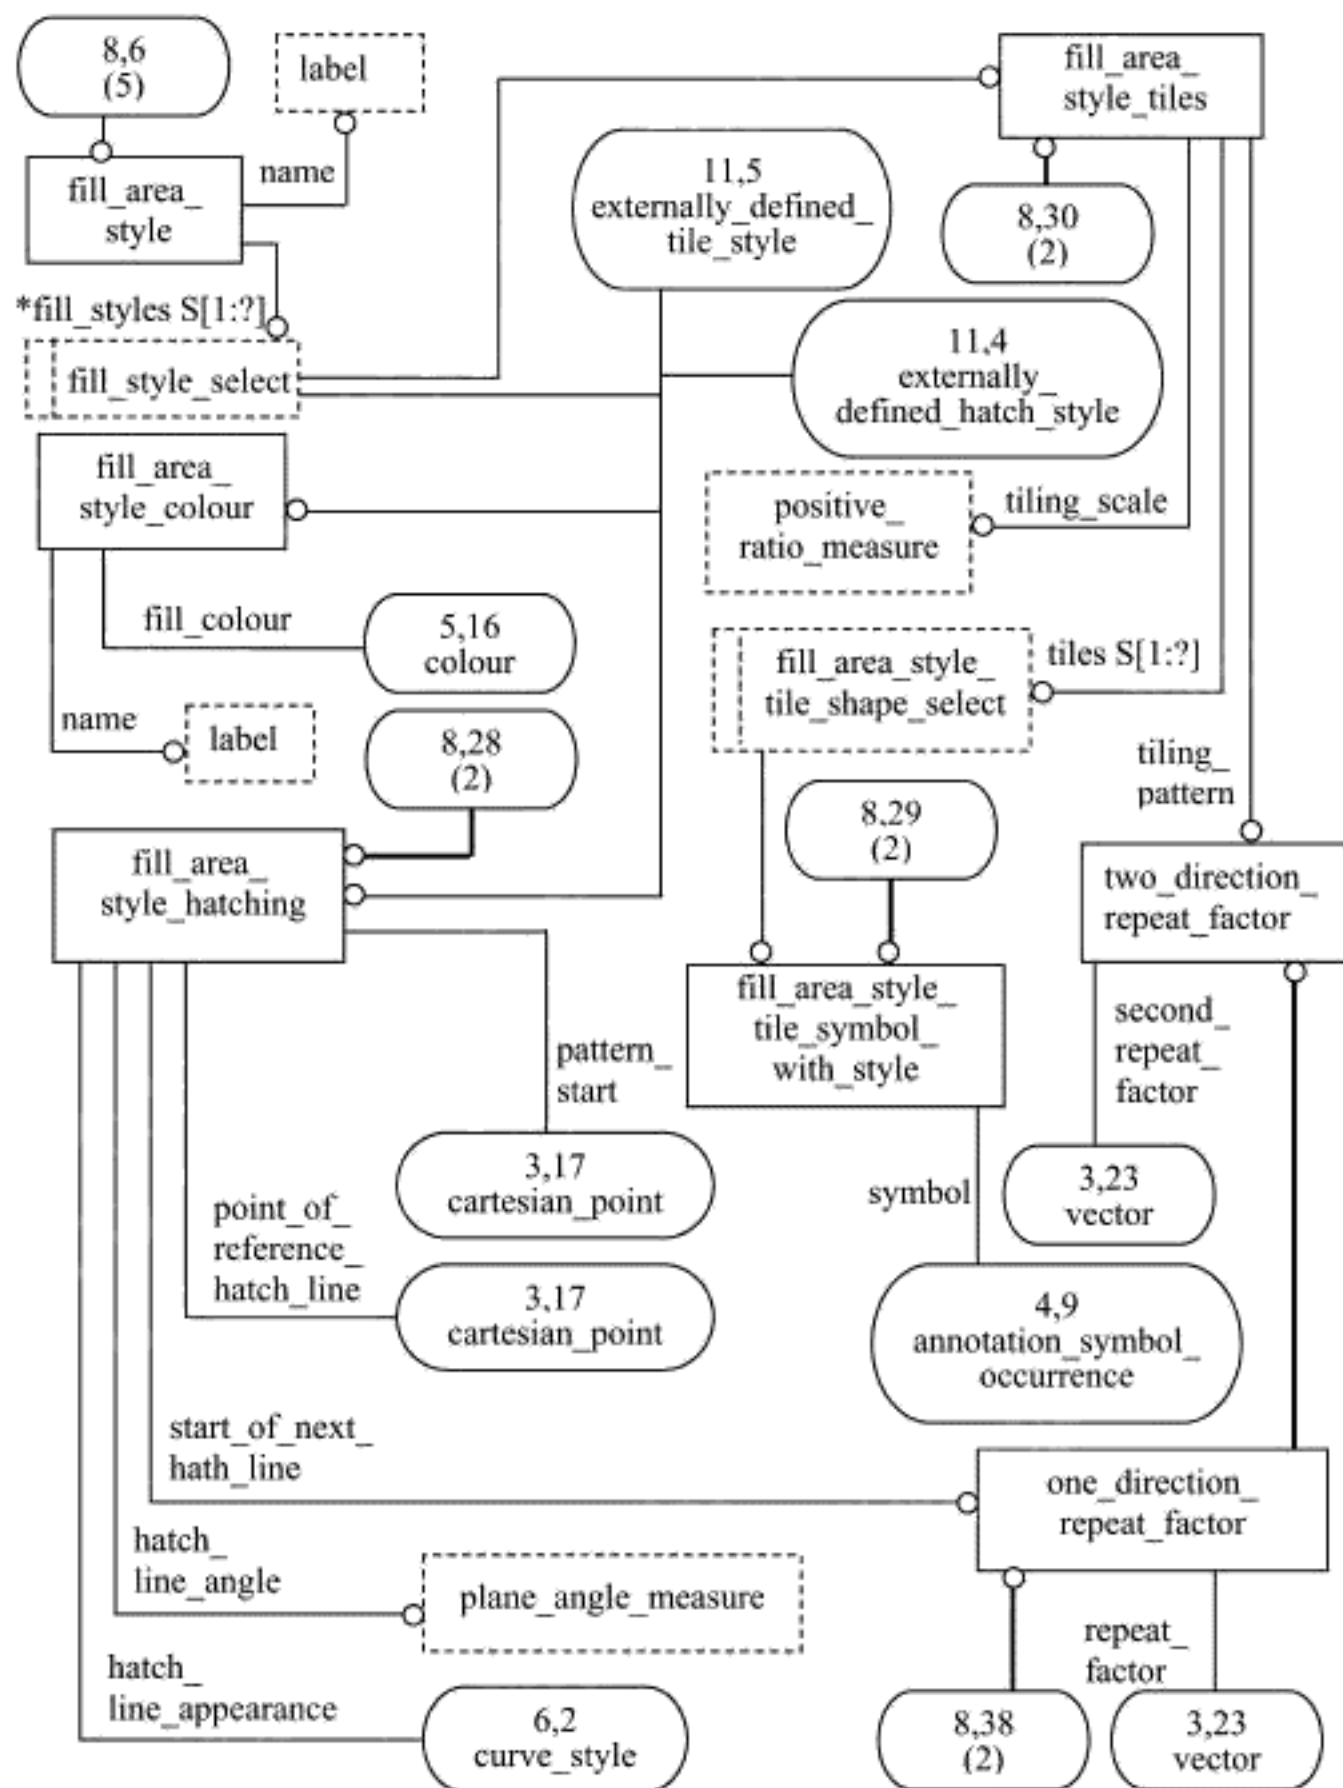 8,6
(5)
label
fill_area_
style_tiles
name
fill_area_
style
11,5
externally_defined_
tile_style
8,30
(2)
*fill_styles S[1:?]
fill_style_select
11,4
externally_
defined_hatch_style
fill_area_
style_colour
positive_
ratio_measure
tiling_scale
fill_colour
5,16
colour
fill_area_style_
tile_shape_select
tiles S[1:?]
name
label
8,28
(2)
tiling_
pattern
8,29
(2)
fill_area_
style_hatching
two_direction_
repeat_factor
fill_area_style_
tile_symbol_
with_style
second_
repeat_
factor
pattern_
start
3,17
cartesian_point
symbol
3,23
vector
point_of_
reference_
hatch_line
3,17
cartesian_point
4,9
annotation_symbol_
occurrence
start_of_next_
hath_line
one_direction_
repeat_factor
hatch_
line_angle
plane_angle_measure
repeat_
factor
hatch_
line_appearance
6,2
curve_style
8,38
(2)
3,23
vector